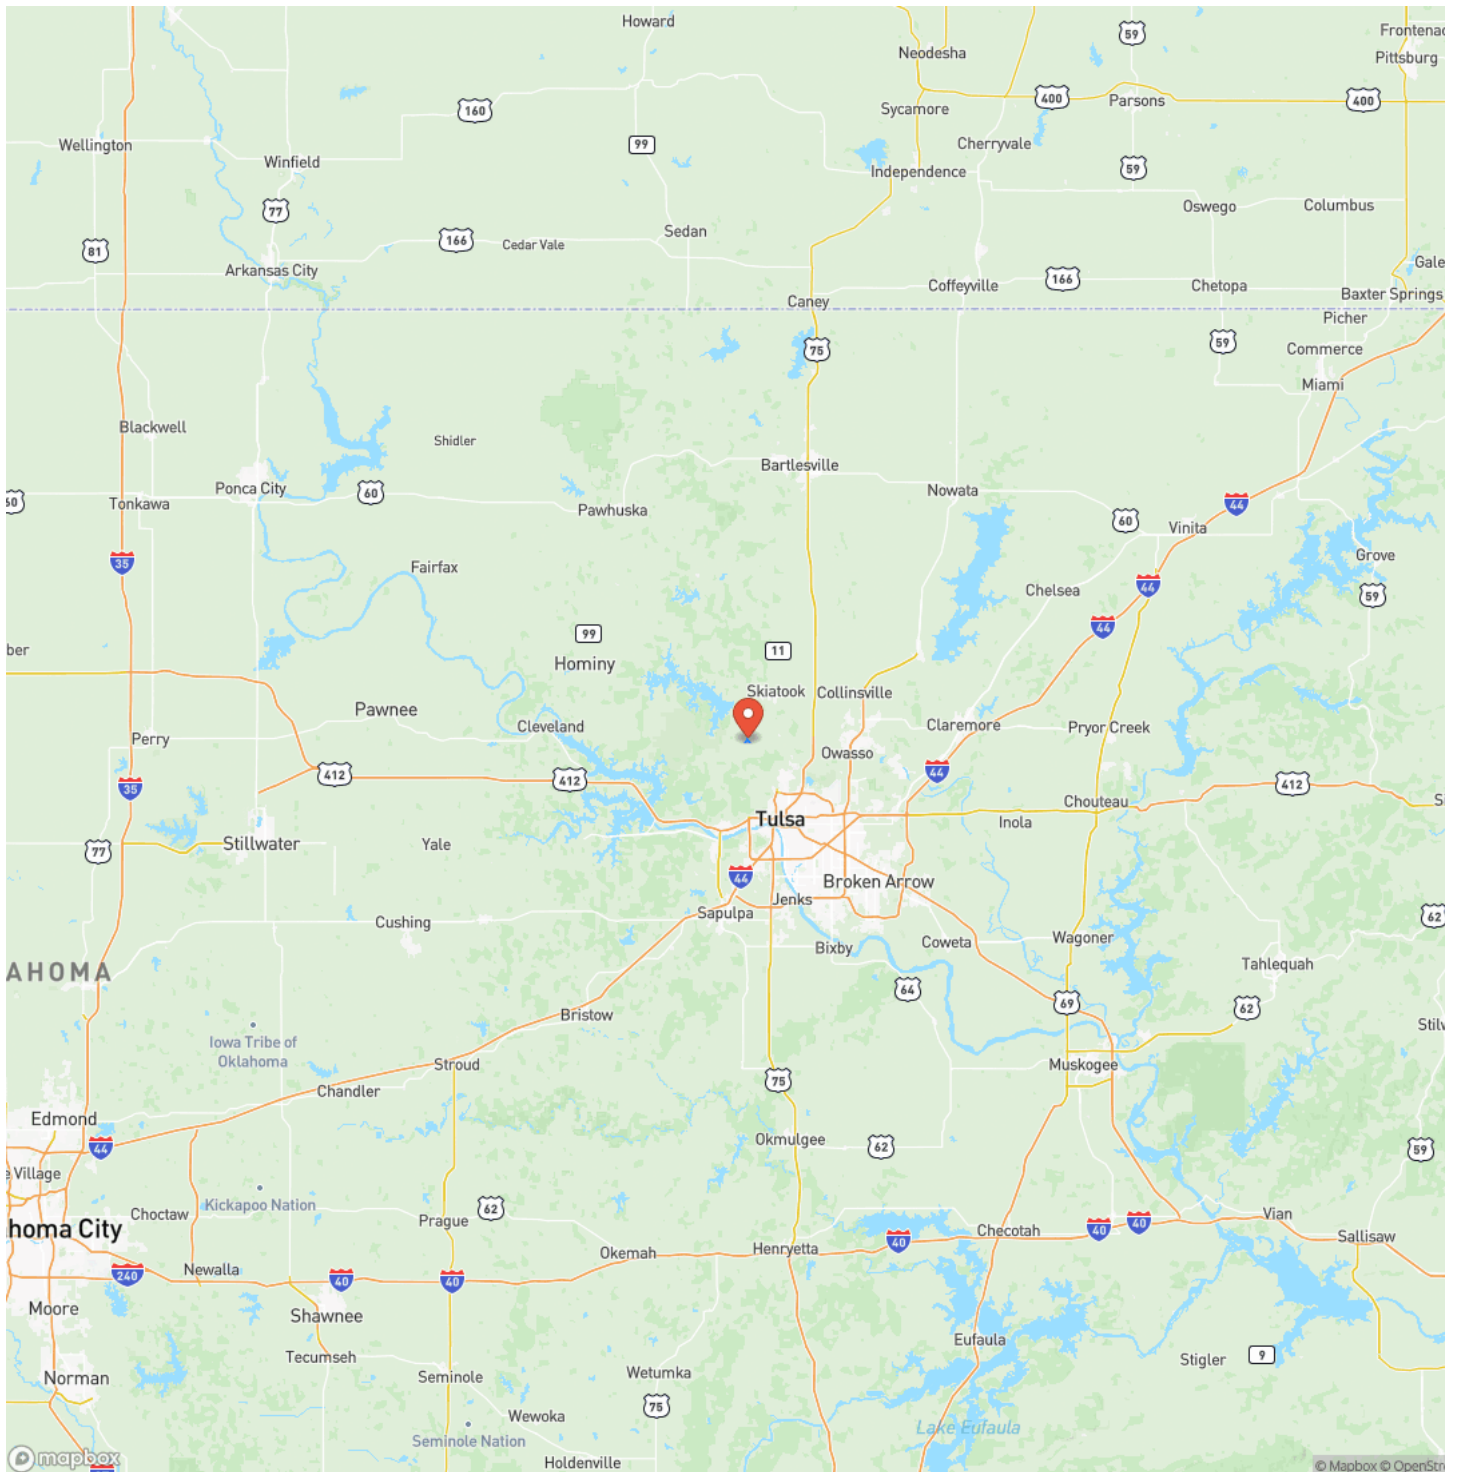 Howard
59
Frontenac
Neodesha
Pittsburg
160
400
Parsons
400
Sycamore
Wellington
99
Cherryvale
Winfield
Independence
59
77
Oswego
Columbus
81
166
Cedar Vale
Sedan
Arkansas City
Gale
Coffeyville
166
Chetopa
Caney
Baxter Springs
Picher
75
59
Commerce
Miami
Blackwell
Shidler
Bartlesville
Ponca City
60
60
Tonkawa
Nowata
44
Pawhuska
60
Vinita
35
Fairfax
Grove
44
Chelsea
59
99
44
ber
Hominy
11
Skiatook
Collinsville
Pawnee
Cleveland
Claremore
Pryor Creek
Perry
Owasso
412
412
44
35
412
Chouteau
Si
Tulsa
Inola
Stillwater
Yale
77
44
Broken Arrow
Jenks
Sapulpa
62
Cushing
Bixby
Coweta
Wagoner
AHOMA
Tahlequah
64
69
62
Bristow
Stilw
Iowa Tribe of
Oklahoma
Stroud
Muskogee
Chandler
75
Edmond
Okmulgee
62
44
59
e Village
Kickapoo Nation
Choctaw
62
Prague
Vian
homa City
Checotah
40
40
Sallisaw
Okemah
Henryetta
40
Newalla
240
40
40
Moore
Shawnee
Eufaula
Tecumseh
Stigler
9
Norman
Seminole
Wetumka
75
Wewoka
Lake Eufaula
Seminole Nation
mapbox
Holdenville
© Mapbox © OpenStre